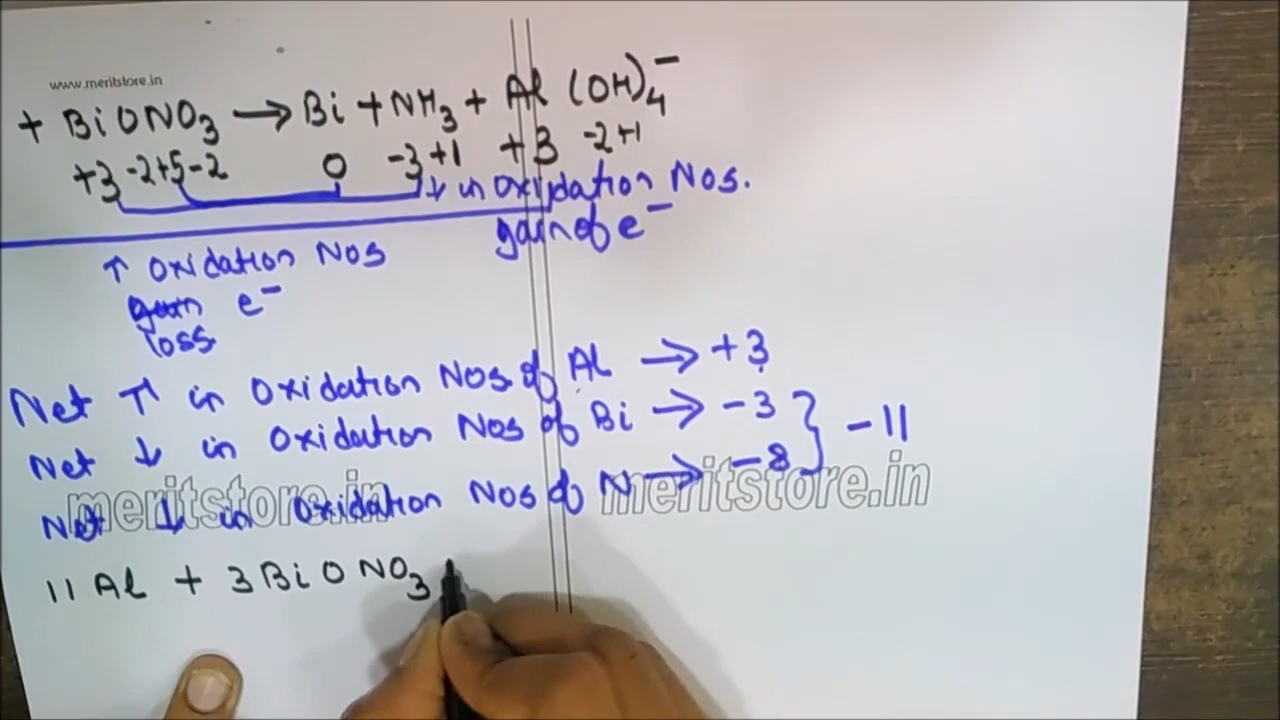 www.meritstore.in
+ BiONO3 → Bi + NH3 + Al (OH)4−
+3 -2+5-2 0 -3+1 +3 -2+1
↓ in Oxidation Nos.
gain of e−
↑ Oxidation Nos
gain e−
loss
Net ↑ in Oxidation Nos of Al → +3
Net ↓ in Oxidation Nos of Bi → -3 } -11
Net ↓ in Oxidation Nos of N → -8
meritstore.in meritstore.in
11 Al + 3 BiONO3